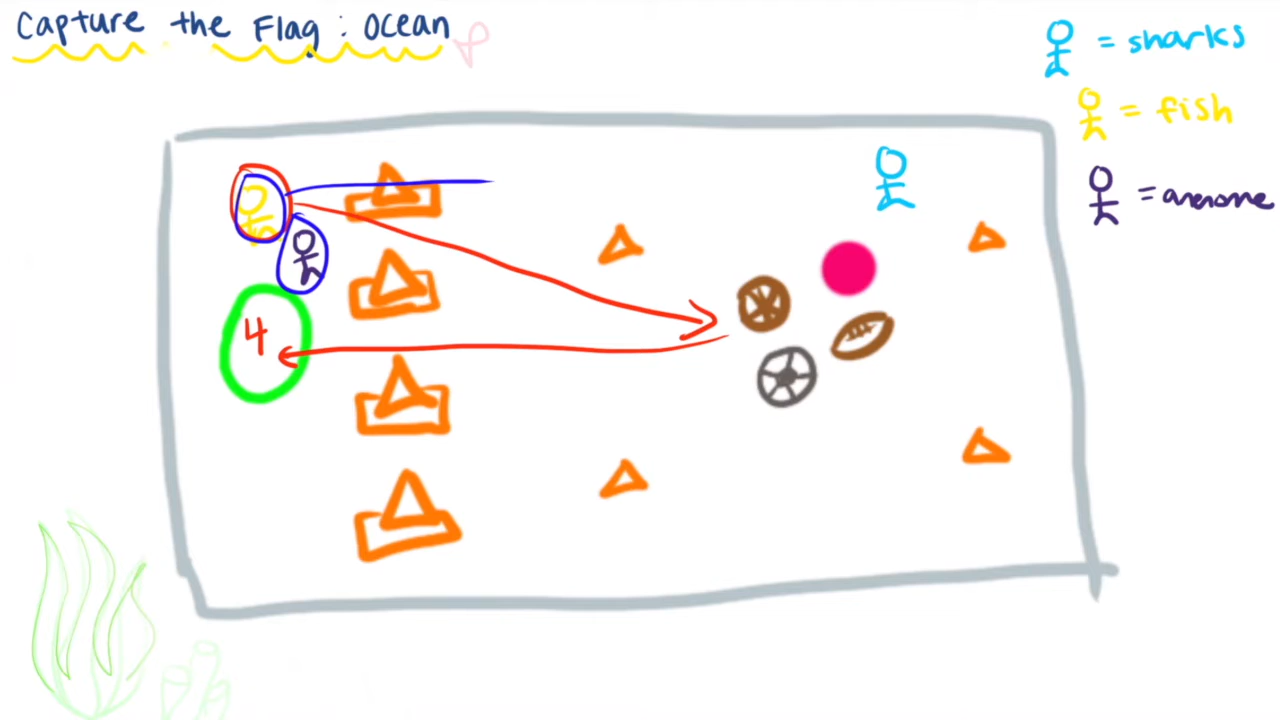 Capture the Flag: Ocean
= sharks
= fish
= anemone
4